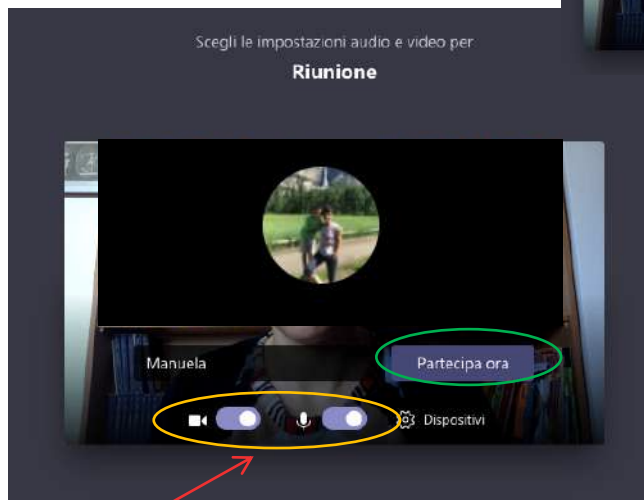 Scegli le impostazioni audio e video per
Riunione
Manuela
Partecipa ora
Dispositivi